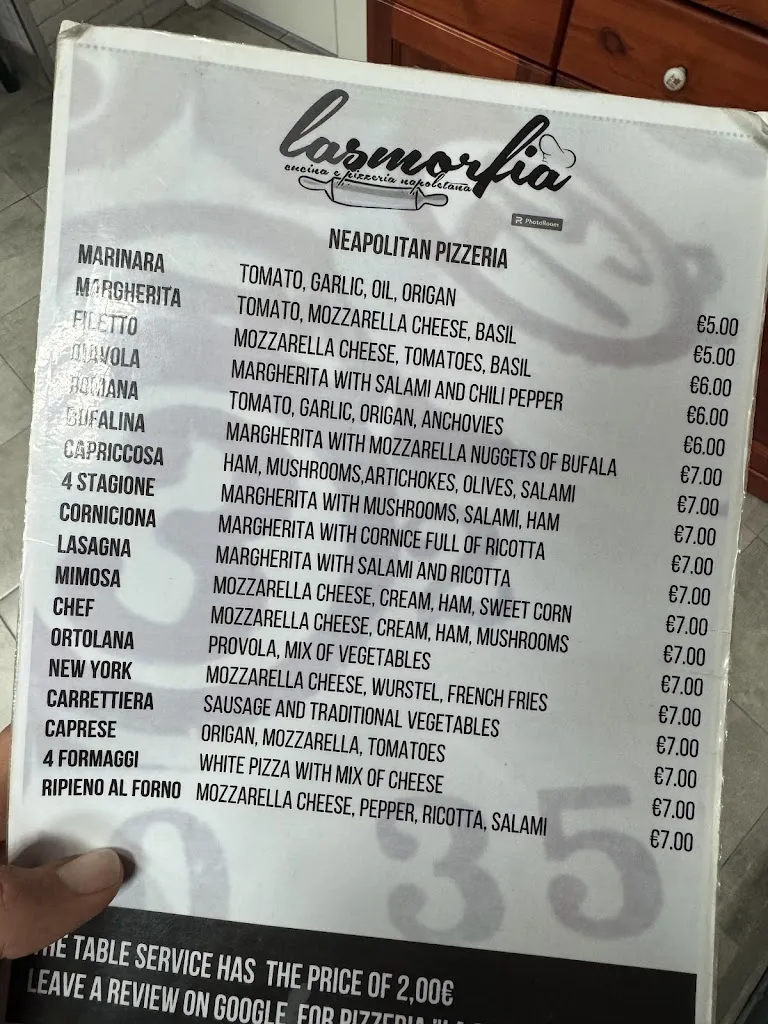 lasmorfia
cucina e pizzeria napoletana
PhotoRoom
NEAPOLITAN PIZZERIA
MARINARA TOMATO, GARLIC, OIL, ORIGAN €5.00
MARGHERITA TOMATO, MOZZARELLA CHEESE, BASIL €5.00
FILETTO MOZZARELLA CHEESE, TOMATOES, BASIL €6.00
DIAVOLA MARGHERITA WITH SALAMI AND CHILI PEPPER €6.00
ROMANA TOMATO, GARLIC, ORIGAN, ANCHOVIES €6.00
BUFALINA MARGHERITA WITH MOZZARELLA NUGGETS OF BUFALA €7.00
CAPRICCOSA HAM, MUSHROOMS,ARTICHOKES, OLIVES, SALAMI €7.00
4 STAGIONE MARGHERITA WITH MUSHROOMS, SALAMI, HAM €7.00
CORNICIONA MARGHERITA WITH CORNICE FULL OF RICOTTA €7.00
LASAGNA MARGHERITA WITH SALAMI AND RICOTTA €7.00
MIMOSA MOZZARELLA CHEESE, CREAM, HAM, SWEET CORN €7.00
CHEF MOZZARELLA CHEESE, CREAM, HAM, MUSHROOMS €7.00
ORTOLANA PROVOLA, MIX OF VEGETABLES €7.00
NEW YORK MOZZARELLA CHEESE, WURSTEL, FRENCH FRIES €7.00
CARRETTIERA SAUSAGE AND TRADITIONAL VEGETABLES €7.00
CAPRESE ORIGAN, MOZZARELLA, TOMATOES €7.00
4 FORMAGGI WHITE PIZZA WITH MIX OF CHEESE €7.00
RIPIENO AL FORNO MOZZARELLA CHEESE, PEPPER, RICOTTA, SALAMI €7.00
0 3 5
THE TABLE SERVICE HAS THE PRICE OF 2,00€
LEAVE A REVIEW ON GOOGLE FOR PIZZERIA